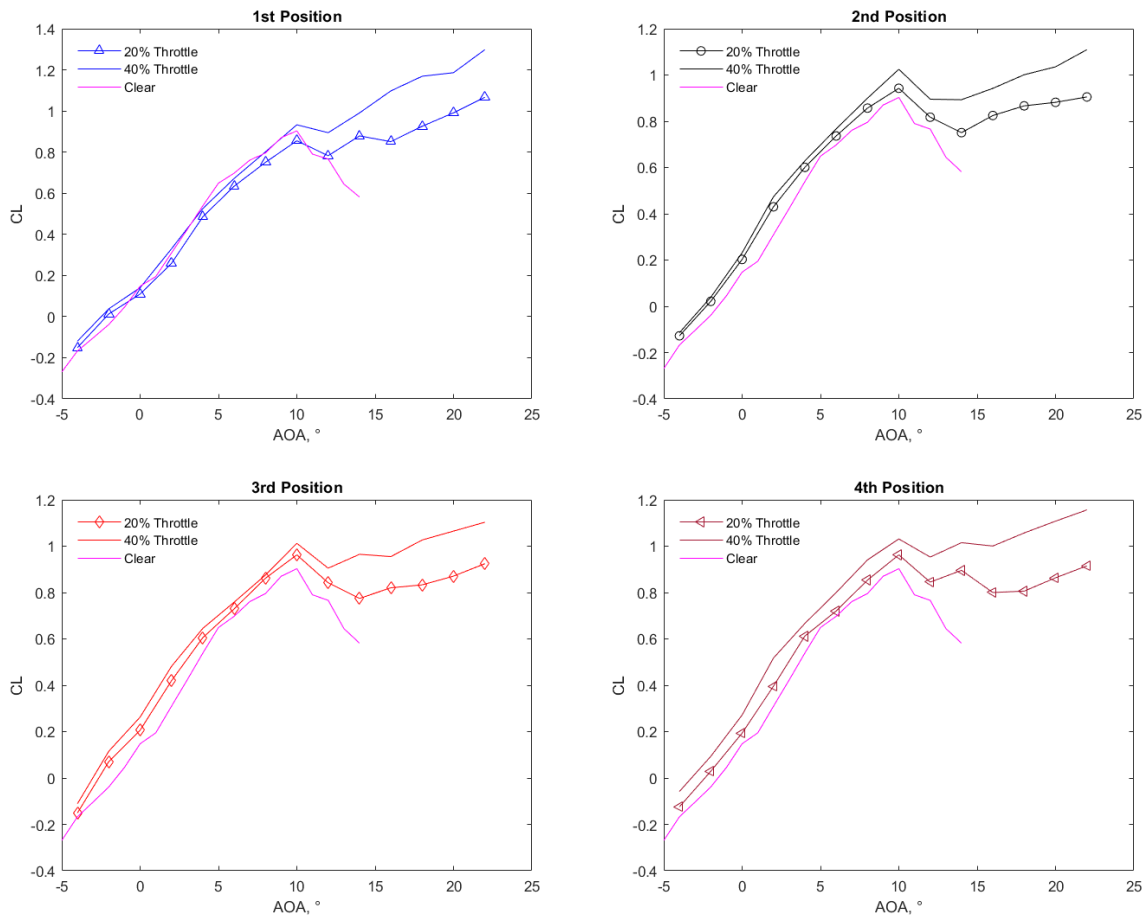 1st Position
20% Throttle
40% Throttle
Clear
1.4
1.2
1
0.8
0.6
0.4
0.2
0
-0.2
-0.4
CL
-5 0 5 10 15 20 25
AOA, °
2nd Position
20% Throttle
40% Throttle
Clear
1.2
1
0.8
0.6
0.4
0.2
0
-0.2
-0.4
CL
-5 0 5 10 15 20 25
AOA, °
3rd Position
20% Throttle
40% Throttle
Clear
1.2
1
0.8
0.6
0.4
0.2
0
-0.2
-0.4
CL
-5 0 5 10 15 20 25
AOA, °
4th Position
20% Throttle
40% Throttle
Clear
1.2
1
0.8
0.6
0.4
0.2
0
-0.2
-0.4
CL
-5 0 5 10 15 20 25
AOA, °